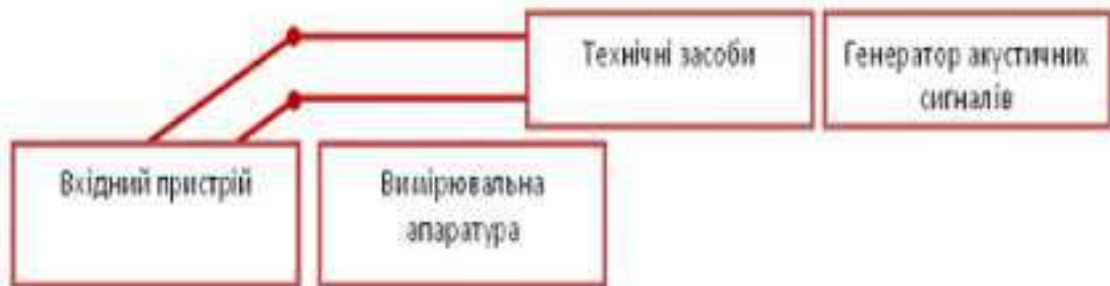 Технічні засоби
Генератор акустичних
сигналів
Вхідний пристрій
Вимірювальна
апаратура